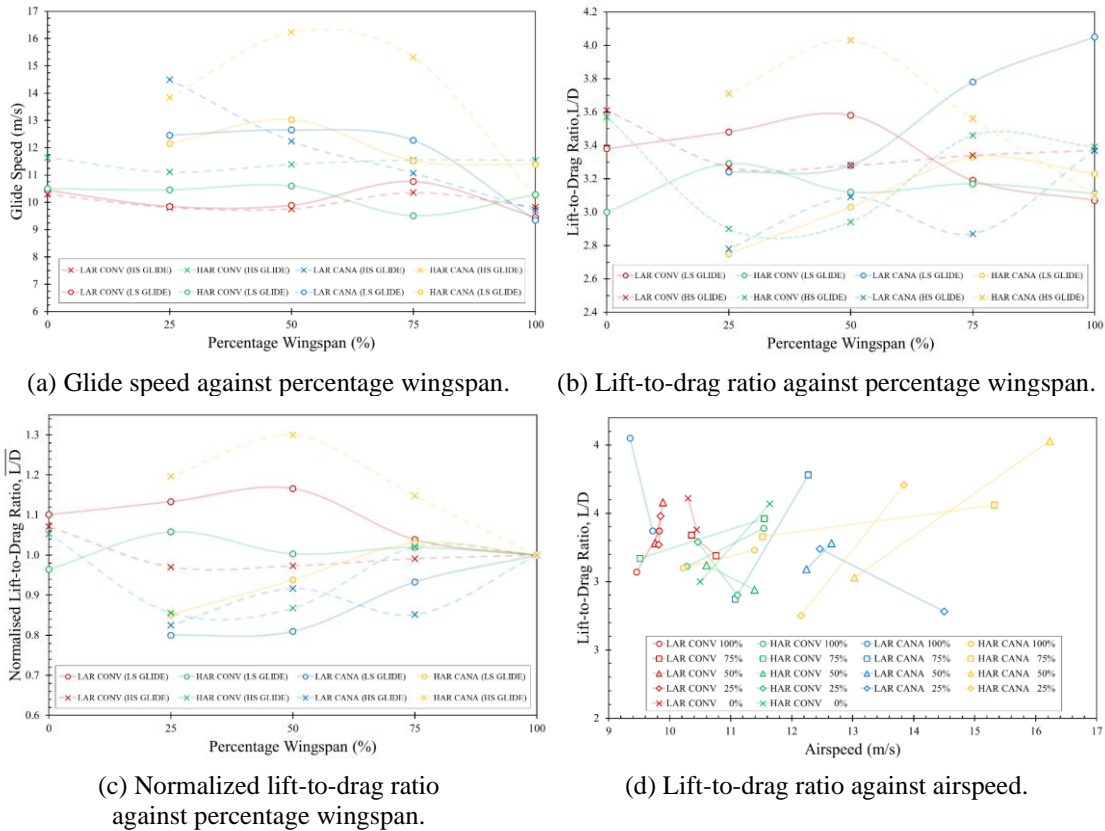 17
16
15
14
13
12
11
10
9
8
7
6
Glide Speed (m/s)
LAR CONV (HS GLIDE) HAR CONV (HS GLIDE) LAR CANA (HS GLIDE) HAR CANA (HS GLIDE)
LAR CONV (LS GLIDE) HAR CONV (LS GLIDE) LAR CANA (LS GLIDE) HAR CANA (LS GLIDE)
0 25 50 75 100
Percentage Wingspan (%)
(a) Glide speed against percentage wingspan.
4.2
4.0
3.8
3.6
3.4
3.2
3.0
2.8
2.6
2.4
Lift-to-Drag Ratio,L/D
LAR CONV (LS GLIDE) HAR CONV (LS GLIDE) LAR CANA (LS GLIDE) HAR CANA (LS GLIDE)
LAR CONV (HS GLIDE) HAR CONV (HS GLIDE) LAR CANA (HS GLIDE) HAR CANA (HS GLIDE)
0 25 50 75 100
Percentage Wingspan (%)
(b) Lift-to-drag ratio against percentage wingspan.
1.3
1.2
1.1
1.0
0.9
0.8
0.7
0.6
Normalised Lift-to-Drag Ratio, L/D
LAR CONV (LS GLIDE) HAR CONV (LS GLIDE) LAR CANA (LS GLIDE) HAR CANA (LS GLIDE)
LAR CONV (HS GLIDE) HAR CONV (HS GLIDE) LAR CANA (HS GLIDE) HAR CANA (HS GLIDE)
0 25 50 75 100
Percentage Wingspan (%)
(c) Normalized lift-to-drag ratio
against percentage wingspan.
4
4
3
3
2
Lift-to-Drag Ratio, L/D
LAR CONV 100% HAR CONV 100% LAR CANA 100% HAR CANA 100%
LAR CONV 75% HAR CONV 75% LAR CANA 75% HAR CANA 75%
LAR CONV 50% HAR CONV 50% LAR CANA 50% HAR CANA 50%
LAR CONV 25% HAR CONV 25% LAR CANA 25% HAR CANA 25%
LAR CONV 0% HAR CONV 0%
9 10 11 12 13 14 15 16 17
Airspeed (m/s)
(d) Lift-to-drag ratio against airspeed.